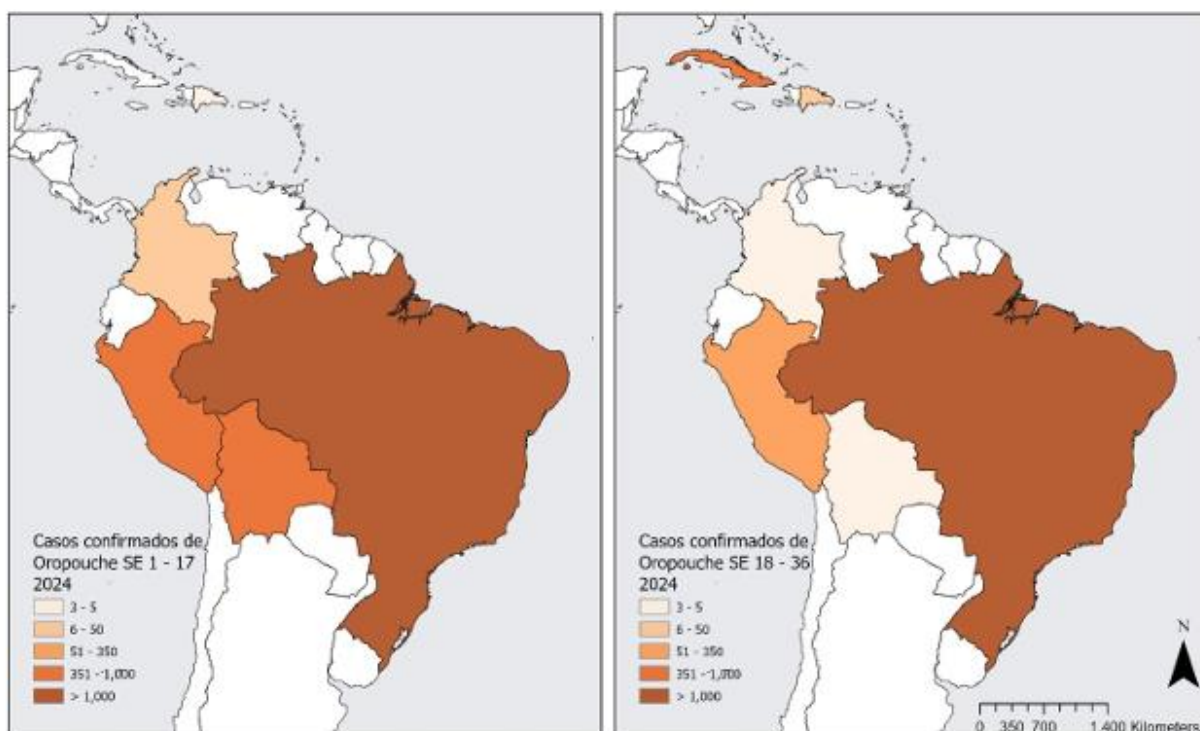 Casos confirmados de
Oropouche SE 1 - 17
2024
3 - 5
6 - 50
51 - 350
351 - 1,000
> 1,000
Casos confirmados de
Oropouche SE 18 - 36
2024
3 - 5
6 - 50
51 - 350
351 - 1,000
> 1,000
N
0 350 700 1.400 Kilometers